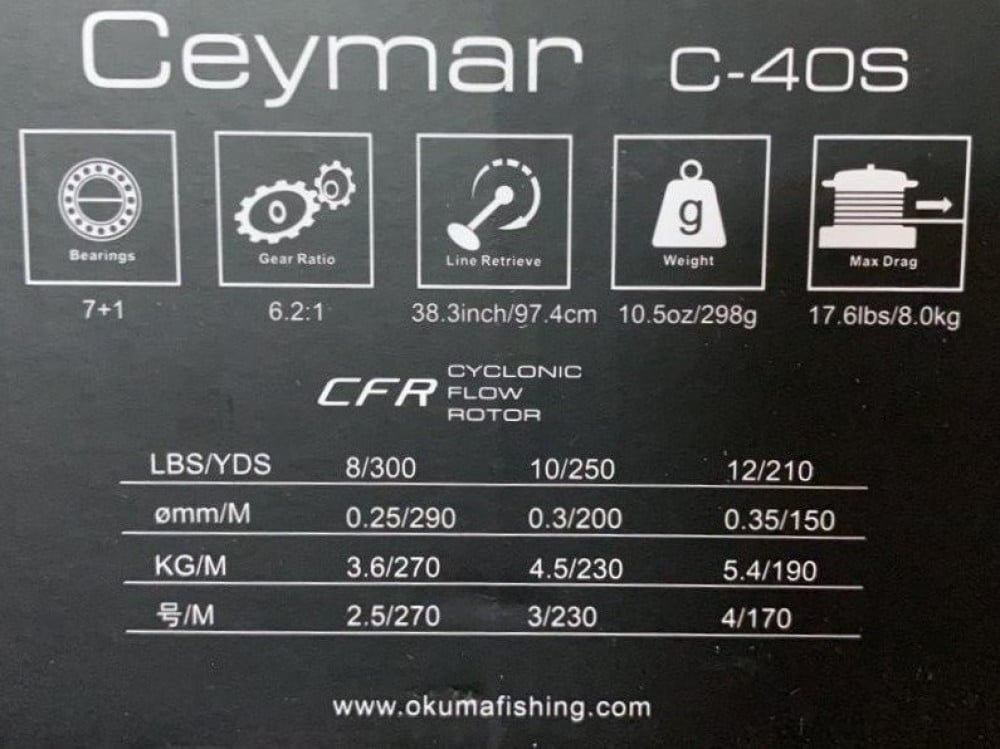 Ceymar C-40S
Bearings Gear Ratio Line Retrieve g Weight Max Drag
7+1 6.2:1 38.3inch/97.4cm 10.5oz/298g 17.6lbs/8.0kg
CFR CYCLONIC
FLOW
ROTOR
LBS/YDS 8/300 10/250 12/210
ømm/M 0.25/290 0.3/200 0.35/150
KG/M 3.6/270 4.5/230 5.4/190
号/M 2.5/270 3/230 4/170
www.okumafishing.com